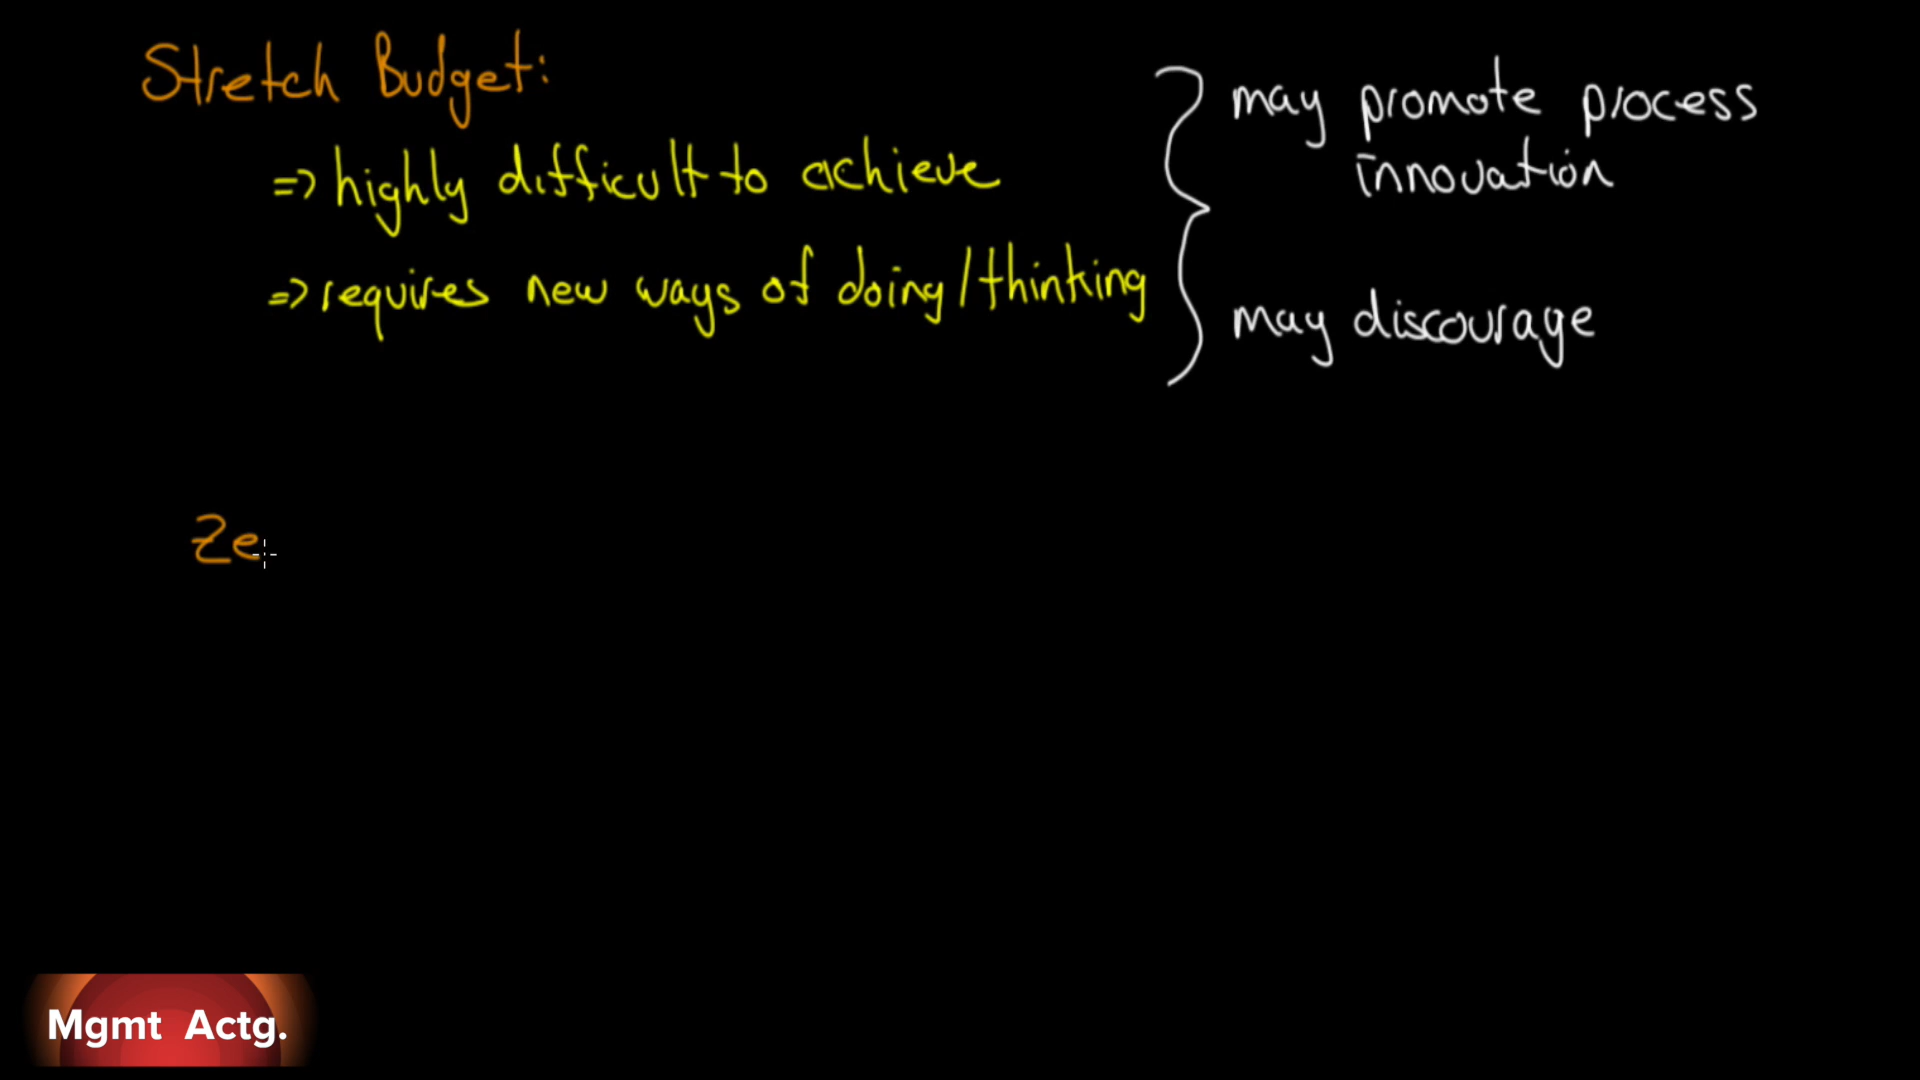 Stretch Budget:
=> highly difficult to achieve
=> requires new ways of doing/thinking
may promote process
innovation
may discourage
Ze
Mgmt Actg.